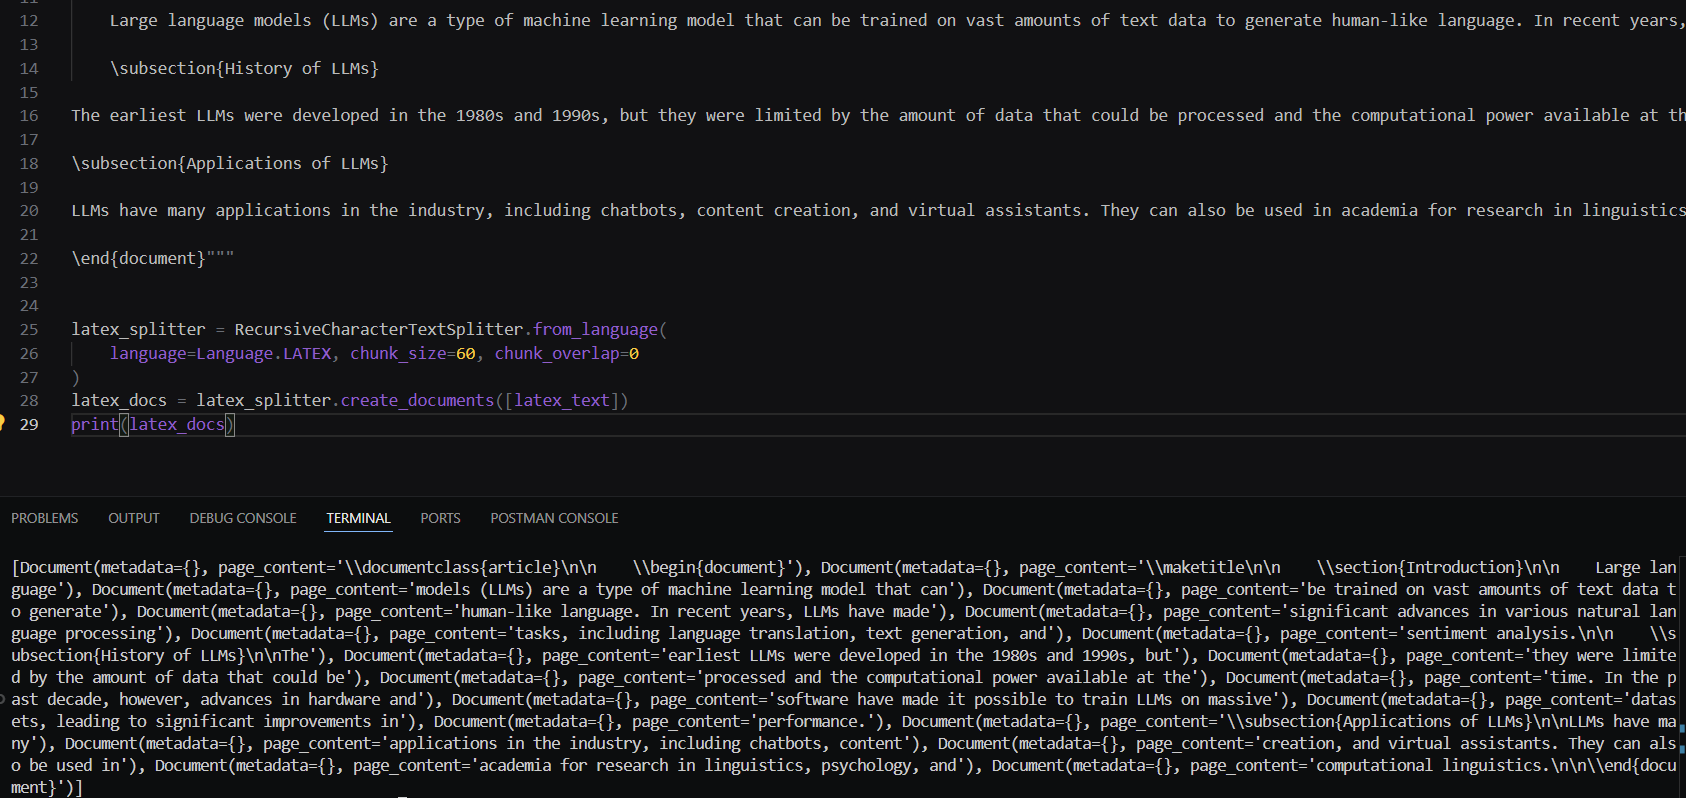 11
12 Large language models (LLMs) are a type of machine learning model that can be trained on vast amounts of text data to generate human-like language. In recent years,
13
14 \subsection{History of LLMs}
15
16 The earliest LLMs were developed in the 1980s and 1990s, but they were limited by the amount of data that could be processed and the computational power available at th
17
18 \subsection{Applications of LLMs}
19
20 LLMs have many applications in the industry, including chatbots, content creation, and virtual assistants. They can also be used in academia for research in linguistics
21
22 \end{document}"""
23
24
25 latex_splitter = RecursiveCharacterTextSplitter.from_language(
26     language=Language.LATEX, chunk_size=60, chunk_overlap=0
27 )
28 latex_docs = latex_splitter.create_documents([latex_text])
29 print(latex_docs)
PROBLEMS OUTPUT DEBUG CONSOLE TERMINAL PORTS POSTMAN CONSOLE
[Document(metadata={}, page_content='\\documentclass{article}\n\n    \\begin{document}'), Document(metadata={}, page_content='\\maketitle\n\n    \\section{Introduction}\n\n    Large lan
guage'), Document(metadata={}, page_content='models (LLMs) are a type of machine learning model that can'), Document(metadata={}, page_content='be trained on vast amounts of text data t
o generate'), Document(metadata={}, page_content='human-like language. In recent years, LLMs have made'), Document(metadata={}, page_content='significant advances in various natural lan
guage processing'), Document(metadata={}, page_content='tasks, including language translation, text generation, and'), Document(metadata={}, page_content='sentiment analysis.\n\n    \\s
ubsection{History of LLMs}\n\nThe'), Document(metadata={}, page_content='earliest LLMs were developed in the 1980s and 1990s, but'), Document(metadata={}, page_content='they were limite
d by the amount of data that could be'), Document(metadata={}, page_content='processed and the computational power available at the'), Document(metadata={}, page_content='time. In the p
ast decade, however, advances in hardware and'), Document(metadata={}, page_content='software have made it possible to train LLMs on massive'), Document(metadata={}, page_content='datas
ets, leading to significant improvements in'), Document(metadata={}, page_content='performance.'), Document(metadata={}, page_content='\\subsection{Applications of LLMs}\n\nLLMs have ma
ny'), Document(metadata={}, page_content='applications in the industry, including chatbots, content'), Document(metadata={}, page_content='creation, and virtual assistants. They can als
o be used in'), Document(metadata={}, page_content='academia for research in linguistics, psychology, and'), Document(metadata={}, page_content='computational linguistics.\n\n\\end{docu
ment}')]